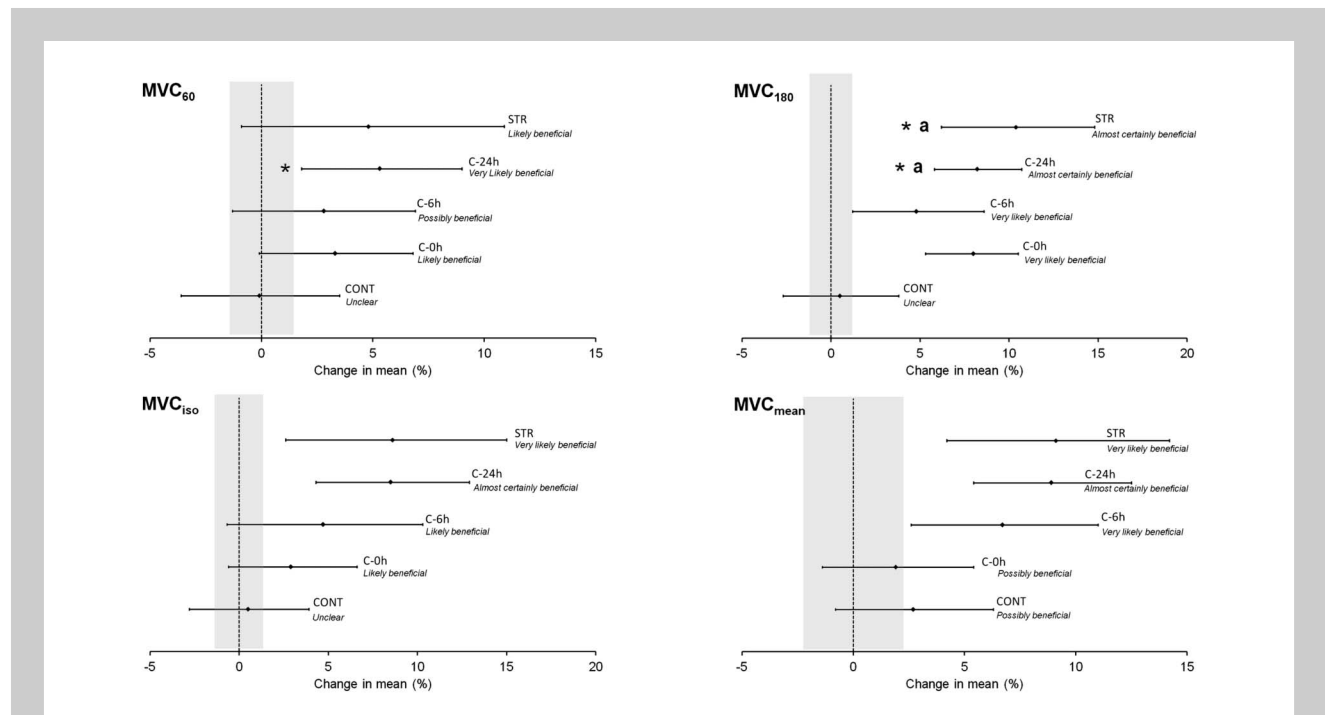 MVC60
STR
Likely beneficial
* C-24h
Very Likely beneficial
C-6h
Possibly beneficial
C-0h
Likely beneficial
CONT
Unclear
-5 0 5 10 15
Change in mean (%)
MVC180
* a STR
Almost certainly beneficial
* a C-24h
Almost certainly beneficial
C-6h
Very likely beneficial
C-0h
Very likely beneficial
CONT
Unclear
-5 0 5 10 15 20
Change in mean (%)
MVCiso
STR
Very likely beneficial
C-24h
Almost certainly beneficial
C-6h
Likely beneficial
C-0h
Likely beneficial
CONT
Unclear
-5 0 5 10 15 20
Change in mean (%)
MVCmean
STR
Very likely beneficial
C-24h
Almost certainly beneficial
C-6h
Very likely beneficial
C-0h
Possibly beneficial
CONT
Possibly beneficial
-5 0 5 10 15
Change in mean (%)